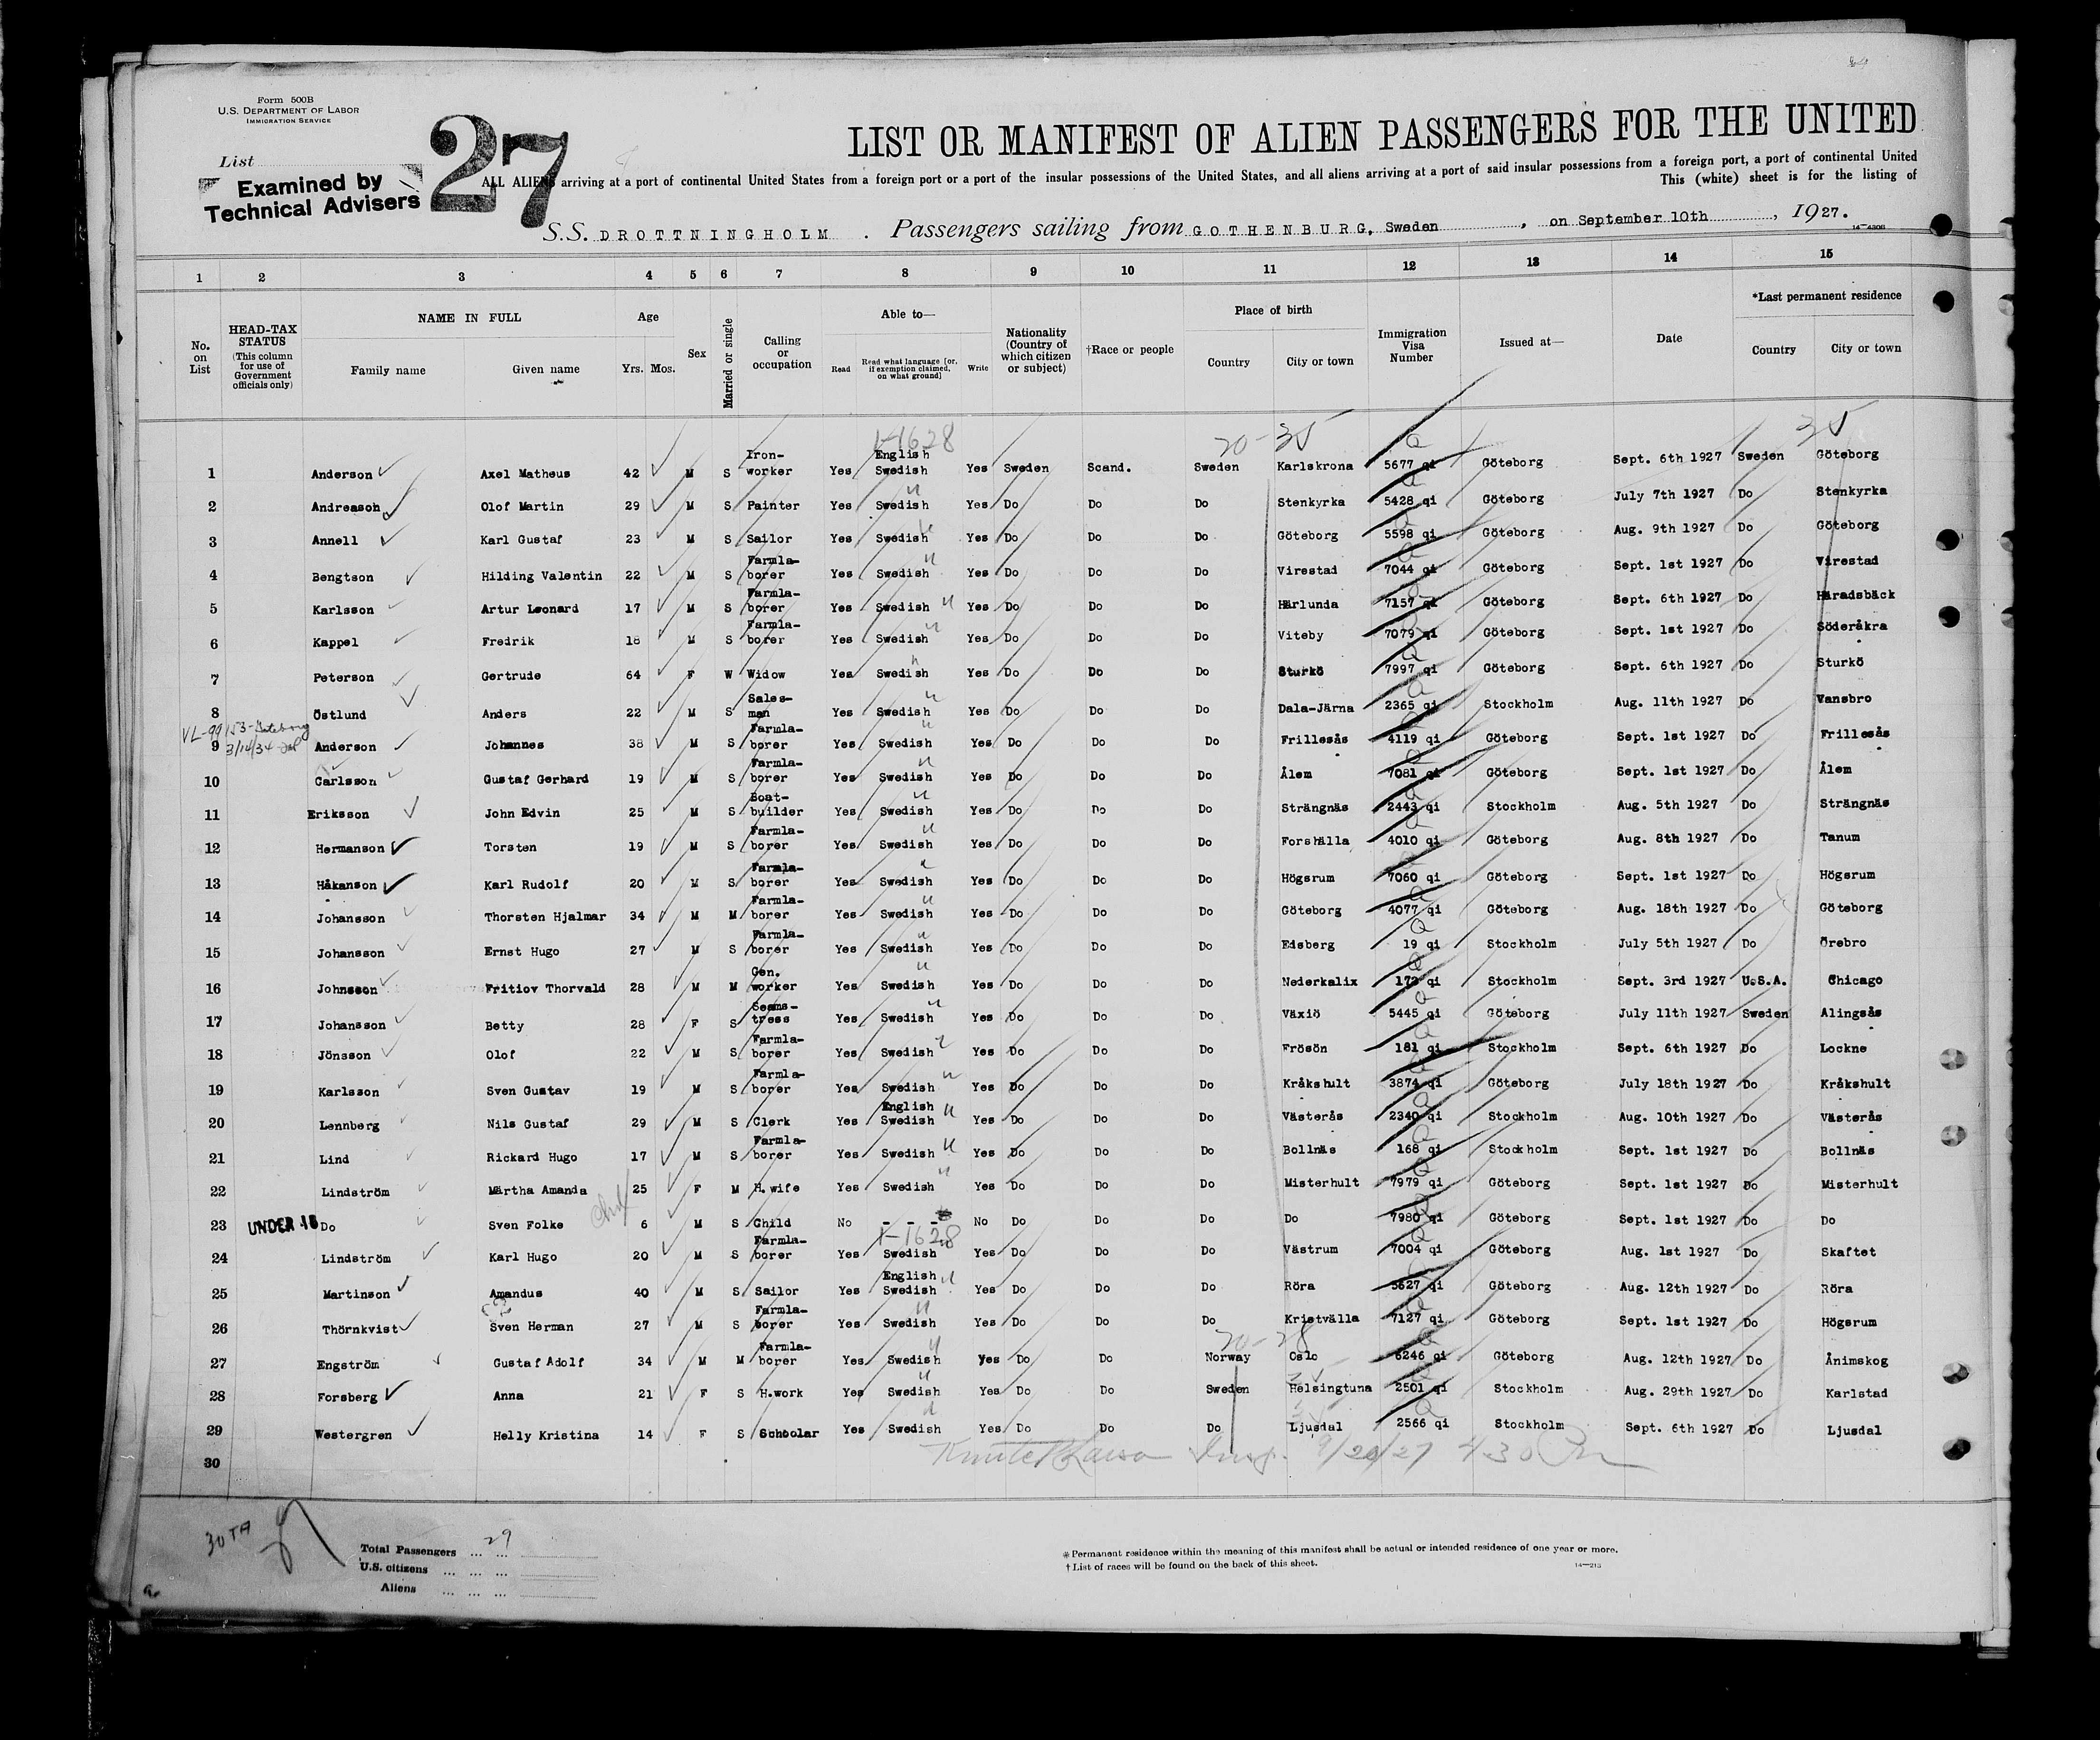 Form 500B
U.S. DEPARTMENT OF LABOR
IMMIGRATION SERVICE
List
27
Examined by
Technical Advisers
LIST OR MANIFEST OF ALIEN PASSENGERS FOR THE UNITED
ALL ALIENS arriving at a port of continental United States from a foreign port or a port of the insular possessions of the United States, and all aliens arriving at a port of said insular possessions from a foreign port, a port of continental United
This (white) sheet is for the listing of
S.S. DROTTNINGHOLM . Passengers sailing from GOTHENBURG, Sweden , on September 10th , 1927.
14—4306
1 2 3 4 5 6 7 8 9 10 11 12 13 14 15
No. on List
HEAD-TAX STATUS (This column for use of Government officials only)
NAME IN FULL
Family name Given name
Age
Yrs. Mos.
Sex
Married or single
Calling or occupation
Able to—
Read Read what language [or, if exemption claimed, on what ground] Write
Nationality (Country of which citizen or subject)
†Race or people
Place of birth
Country City or town
Immigration Visa Number
Issued at—
Date
*Last permanent residence
Country City or town
1-1628 20-35 35
1 Anderson Axel Matheus 42 M S Iron-worker Yes English Swedish Yes Sweden Scand. Sweden Karlskrona 5677 qi Göteborg Sept. 6th 1927 Sweden Göteborg
2 Andreason Olof Martin 29 M S Painter Yes Swedish Yes Do Do Do Stenkyrka 5428 qi Göteborg July 7th 1927 Do Stenkyrka
3 Annell Karl Gustaf 23 M S Sailor Yes Swedish Yes Do Do Do Göteborg 5598 qi Göteborg Aug. 9th 1927 Do Göteborg
4 Bengtson Hilding Valentin 22 M S Farmla-borer Yes Swedish Yes Do Do Do Virestad 7044 qi Göteborg Sept. 1st 1927 Do Virestad
5 Karlsson Artur Leonard 17 M S Farmla-borer Yes Swedish Yes Do Do Do Härlunda 7157 qi Göteborg Sept. 6th 1927 Do Häradsbäck
6 Kappel Fredrik 18 M S Farmla-borer Yes Swedish Yes Do Do Do Viteby 7079 qi Göteborg Sept. 1st 1927 Do Söderåkra
7 Peterson Gertrude 64 F W Widow Yes Swedish Yes Do Do Do Sturkö 7997 qi Göteborg Sept. 6th 1927 Do Sturkö
8 Östlund Anders 22 M S Sales-man Yes Swedish Yes Do Do Do Dala-Järna 2365 qi Stockholm Aug. 11th 1927 Do Vansbro
3/14/34
9 Anderson Johannes 38 M S Farmla-borer Yes Swedish Yes Do Do Do Frillesås 4119 qi Göteborg Sept. 1st 1927 Do Frillesås
10 Carlsson Gustaf Gerhard 19 M S Farmla-borer Yes Swedish Yes Do Do Do Ålem 7081 qi Göteborg Sept. 1st 1927 Do Ålem
11 Eriksson John Edvin 25 M S Boat-builder Yes Swedish Yes Do Do Do Strängnäs 2443 qi Stockholm Aug. 5th 1927 Do Strängnäs
12 Hermanson Torsten 19 M S Farmla-borer Yes Swedish Yes Do Do Do Forshälla 4010 qi Göteborg Aug. 8th 1927 Do Tanum
13 Håkanson Karl Rudolf 20 M S Farmla-borer Yes Swedish Yes Do Do Do Högsrum 7060 qi Göteborg Sept. 1st 1927 Do Högsrum
14 Johansson Thorsten Hjalmar 34 M M Farmla-borer Yes Swedish Yes Do Do Do Göteborg 4077 qi Göteborg Aug. 18th 1927 Do Göteborg
15 Johansson Ernst Hugo 27 M S Farmla-borer Yes Swedish Yes Do Do Do Edsberg 19 qi Stockholm July 5th 1927 Do Örebro
16 Johnsson Fritiov Thorvald 28 M M Gen. worker Yes Swedish Yes Do Do Do Nederkalix 173 qi Stockholm Sept. 3rd 1927 U.S.A. Chicago
17 Johansson Betty 28 F S Seams-tress Yes Swedish Yes Do Do Do Växiö 5445 qi Göteborg July 11th 1927 Sweden Alingsås
18 Jönsson Olof 22 M S Farmla-borer Yes Swedish Yes Do Do Do Frösön 181 qi Stockholm Sept. 6th 1927 Do Lockne
19 Karlsson Sven Gustav 19 M S Farmla-borer Yes Swedish Yes Do Do Do Kråkshult 3874 qi Göteborg July 18th 1927 Do Kråkshult
20 Lennberg Nils Gustaf 29 M S Clerk Yes English Swedish Yes Do Do Do Västerås 2340 qi Stockholm Aug. 10th 1927 Do Västerås
21 Lind Rickard Hugo 17 M S Farmla-borer Yes Swedish Yes Do Do Do Bollnäs 168 qi Stockholm Sept. 1st 1927 Do Bollnäs
22 Lindström Märtha Amanda 25 F M H.wife Yes Swedish Yes Do Do Do Misterhult 7979 qi Göteborg Sept. 1st 1927 Do Misterhult
23 UNDER 18 Do Sven Folke 6 M S Child No - - - No Do Do Do Do 7980 qi Göteborg Sept. 1st 1927 Do Do
1-1628
24 Lindström Karl Hugo 20 M S Farmla-borer Yes Swedish Yes Do Do Do Västrum 7004 qi Göteborg Aug. 1st 1927 Do Skaftet
25 Martinson Amandus 40 M S Sailor Yes English Swedish Yes Do Do Do Röra 5627 qi Göteborg Aug. 12th 1927 Do Röra
26 Thörnkvist Sven Herman 27 M S Farmla-borer Yes Swedish Yes Do Do Do Kristvälla 7127 qi Göteborg Sept. 1st 1927 Do Högsrum
20-28
27 Engström Gustaf Adolf 34 M M Farmla-borer Yes Swedish Yes Do Do Norway Oslo 6246 qi Göteborg Aug. 12th 1927 Do Ånimskog
28 Forsberg Anna 21 F S H.work Yes Swedish Yes Do Do Sweden Helsingtuna 2501 qi Stockholm Aug. 29th 1927 Do Karlstad
29 Westergren Helly Kristina 14 F S Schoolar Yes Swedish Yes Do Do Do Ljusdal 2566 qi Stockholm Sept. 6th 1927 Do Ljusdal
30 Insp. 9/20/27 430 Pm
30 TA
Total Passengers ... ... 29
U.S. citizens ... ... ...
Aliens ... ... ...
*Permanent residence within the meaning of this manifest shall be actual or intended residence of one year or more.
†List of races will be found on the back of this sheet.
14—213